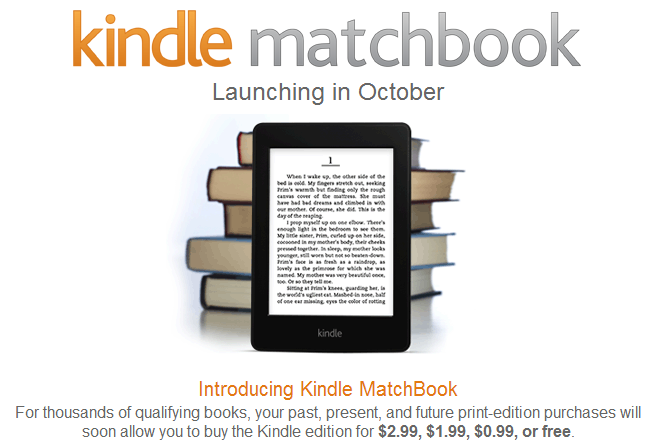 kindle matchbook
Launching in October
1
When I wake up, the other side of the
bed is cold. My fingers stretch out, seeking
Prim's warmth but finding only the rough
canvas cover of the mattress. She must
have had bad dreams and climbed in with
our mother. Of course, she did. This is the
day of the reaping.
I prop myself up on one elbow. There's
enough light in the bedroom to see them.
My little sister, Prim, curled up on her side,
cocooned in my mother's body, their cheeks
pressed together. In sleep, my mother looks
younger, still worn but not so beaten-down.
Prim's face is as fresh as a raindrop, as
lovely as the primrose for which she was
named. My mother was very beautiful once,
too. Or so they tell me.
Sitting at Prim's knees, guarding her, is
the world's ugliest cat. Mashed-in nose, half
of one ear missing, eyes the color of rotting
kindle
Introducing Kindle MatchBook
For thousands of qualifying books, your past, present, and future print-edition purchases will
soon allow you to buy the Kindle edition for $2.99, $1.99, $0.99, or free.